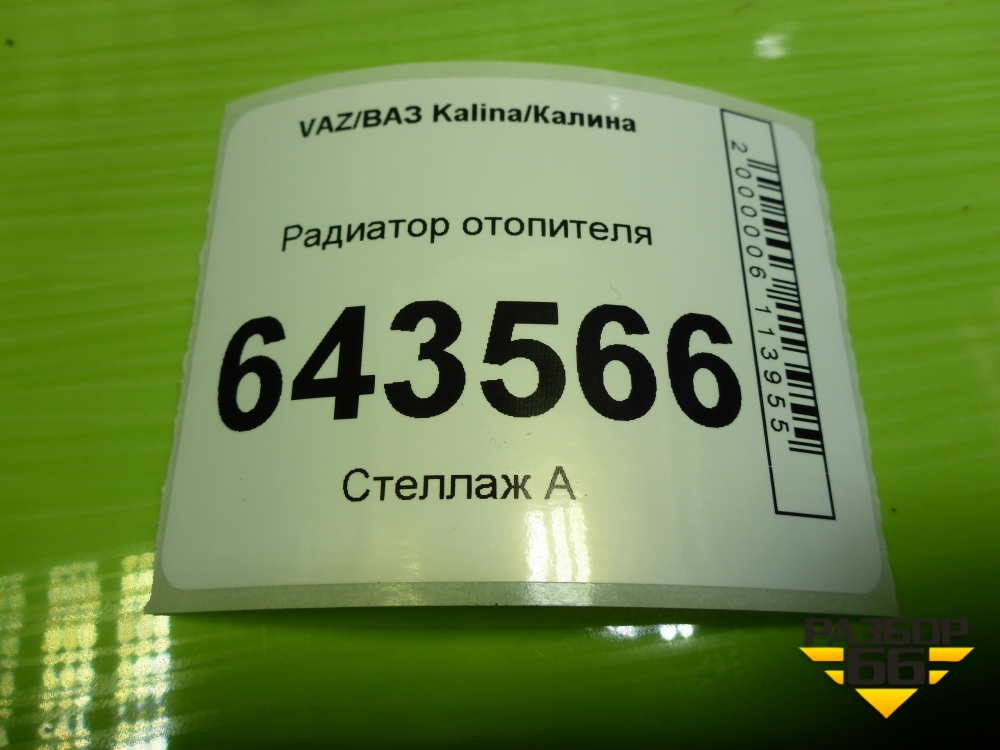 VAZ/ВАЗ Kalina/Калина
Радиатор отопителя
643566
Стеллаж А
2000006113955
РАЗБОР
66